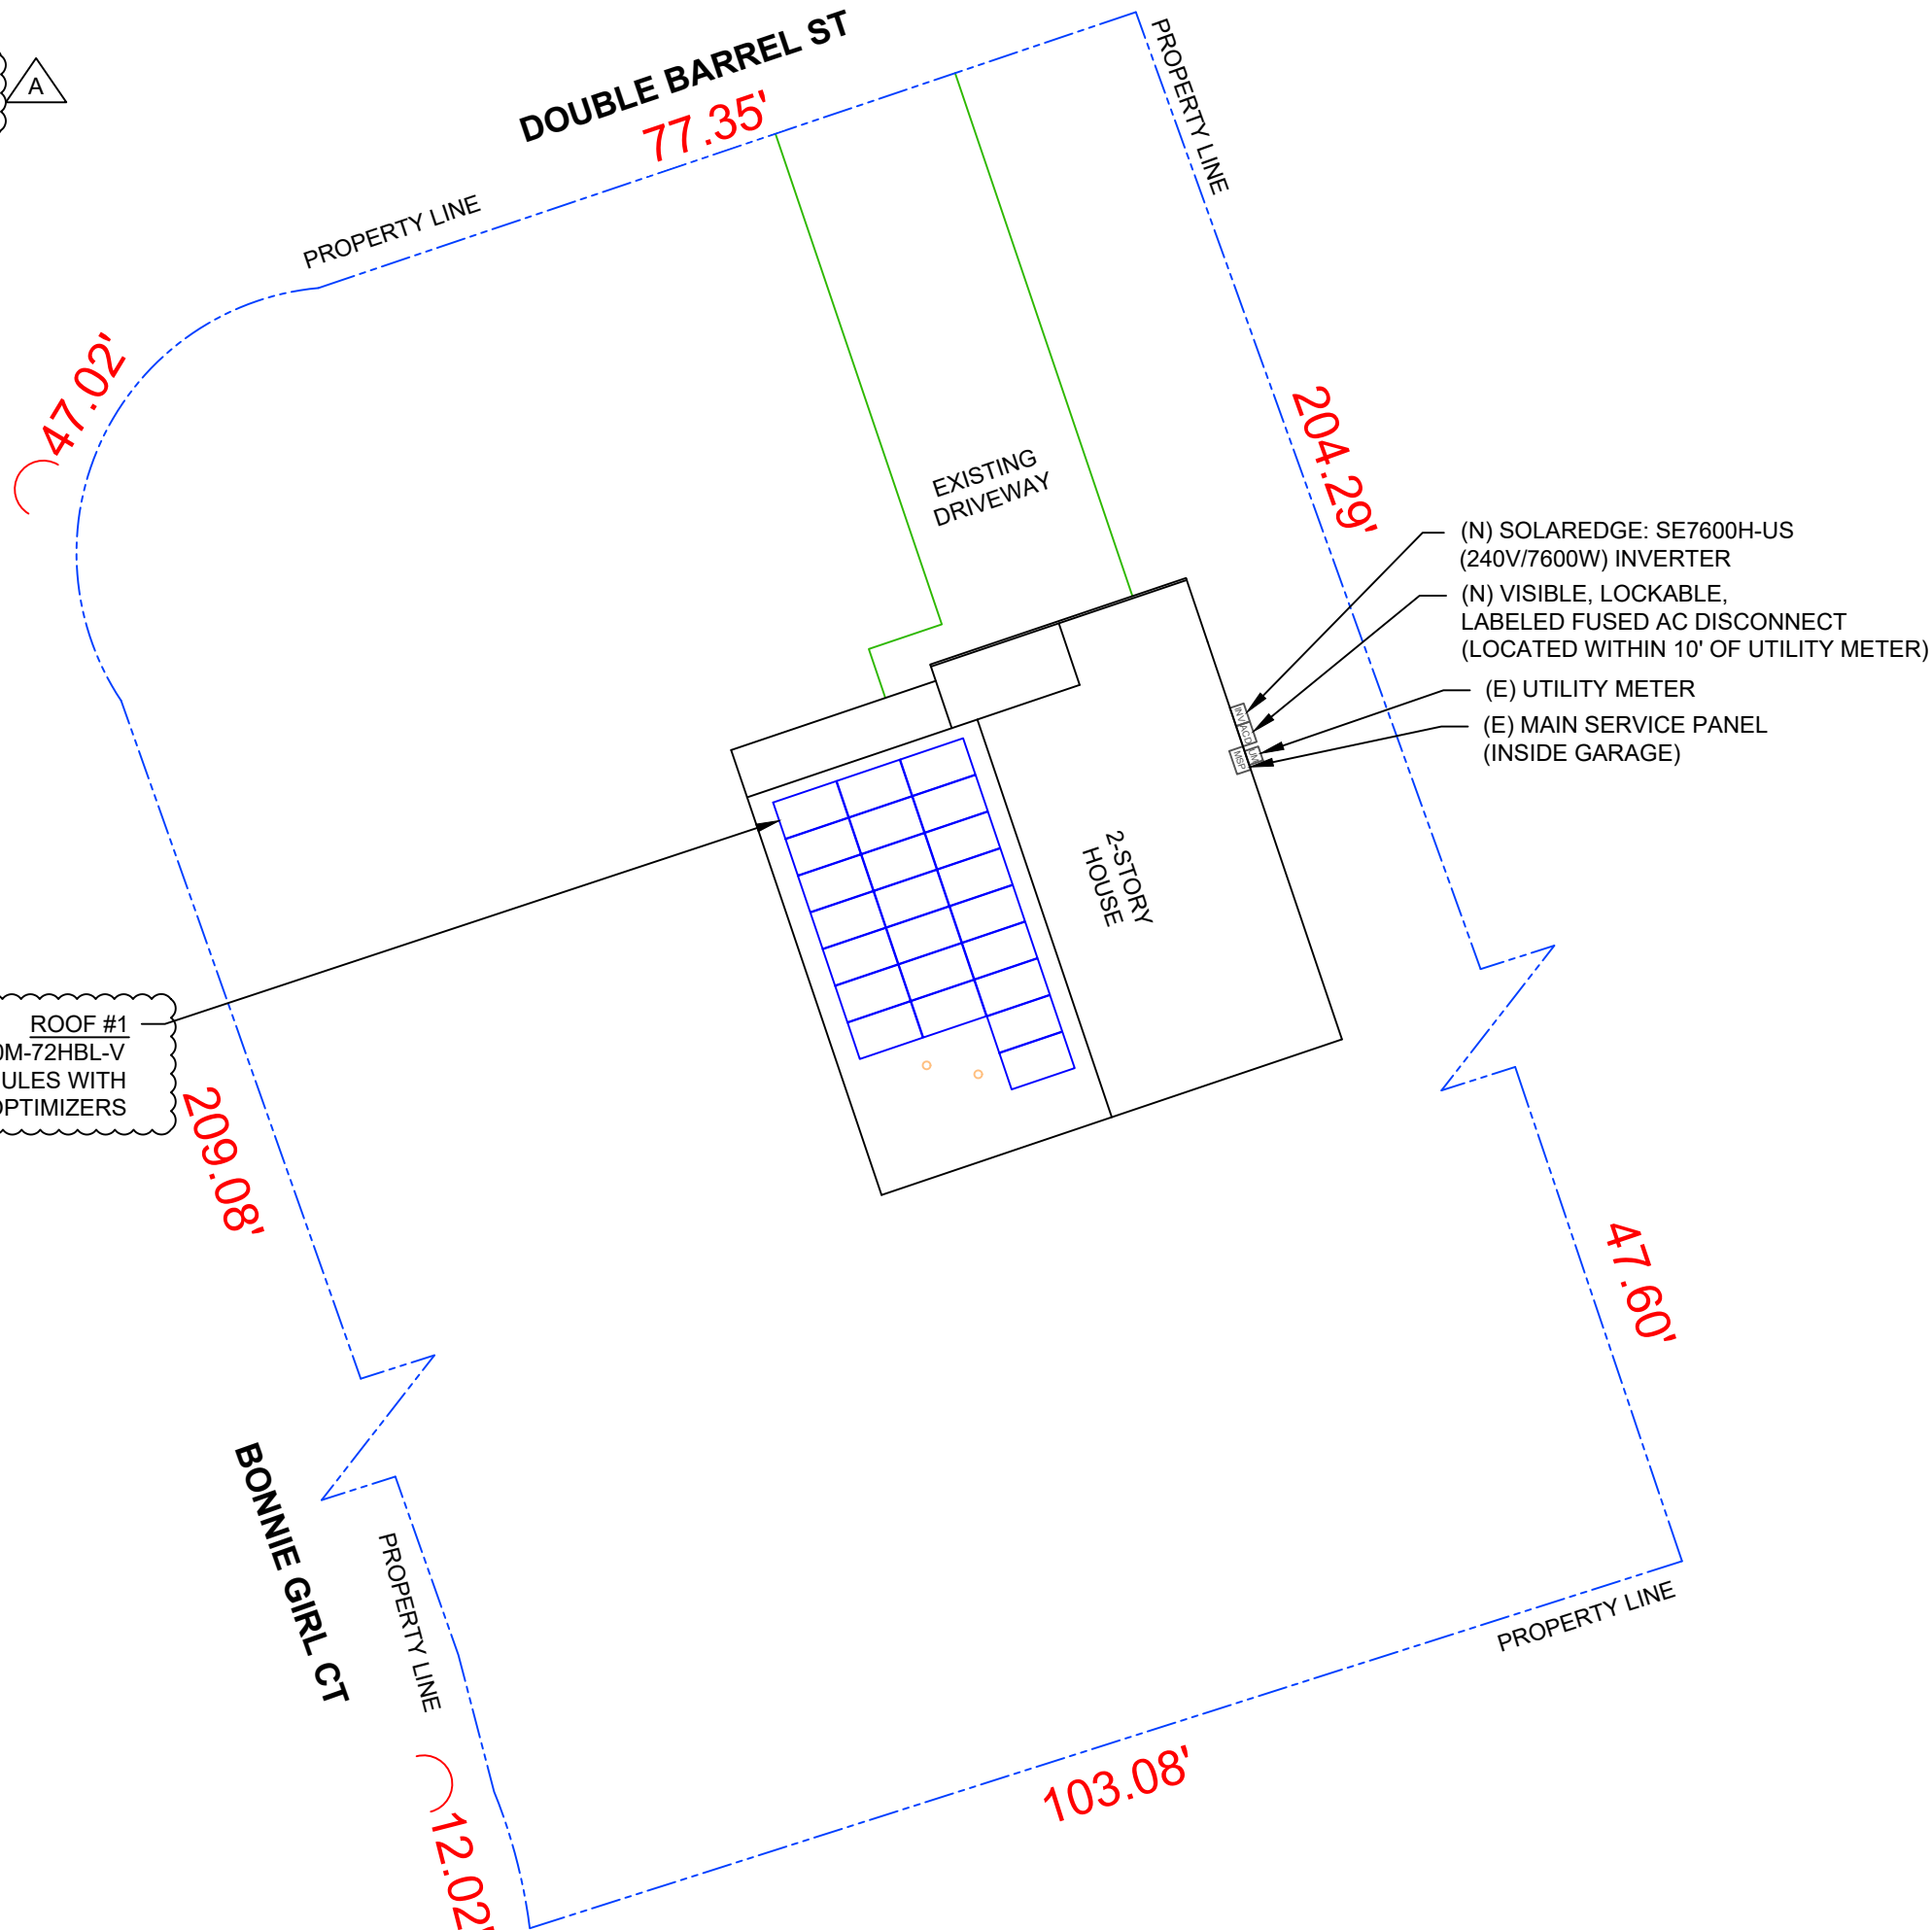 A
DOUBLE BARREL ST
77.35'
PROPERTY LINE
PROPERTY LINE
47.02'
204.29'
EXISTING
DRIVEWAY
(N) SOLAREDGE: SE7600H-US
(240V/7600W) INVERTER
(N) VISIBLE, LOCKABLE,
LABELED FUSED AC DISCONNECT
(LOCATED WITHIN 10' OF UTILITY METER)
(E) UTILITY METER
(E) MAIN SERVICE PANEL
(INSIDE GARAGE)
INV
ACD
UM
MSP
2-STORY
HOUSE
ROOF #1
0M-72HBL-V
ULES WITH
OPTIMIZERS
209.08'
47.60'
BONNIE GIRL CT
PROPERTY LINE
PROPERTY LINE
103.08'
12.02'